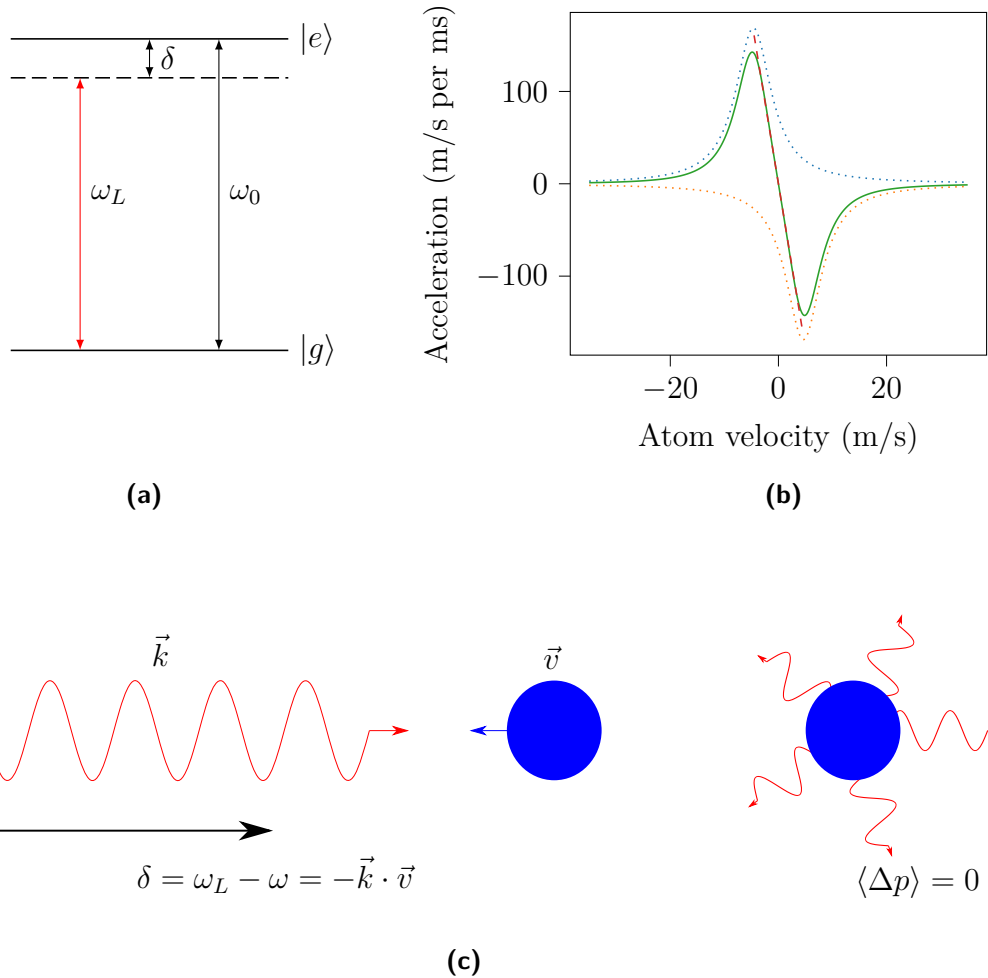 |e⟩
δ
ω_L
ω_0
|g⟩
(a)
Acceleration (m/s per ms)
100
0
−100
−20 0 20
Atom velocity (m/s)
(b)
k⃗
v⃗
δ = ω_L − ω = −k⃗ · v⃗
⟨Δp⟩ = 0
(c)